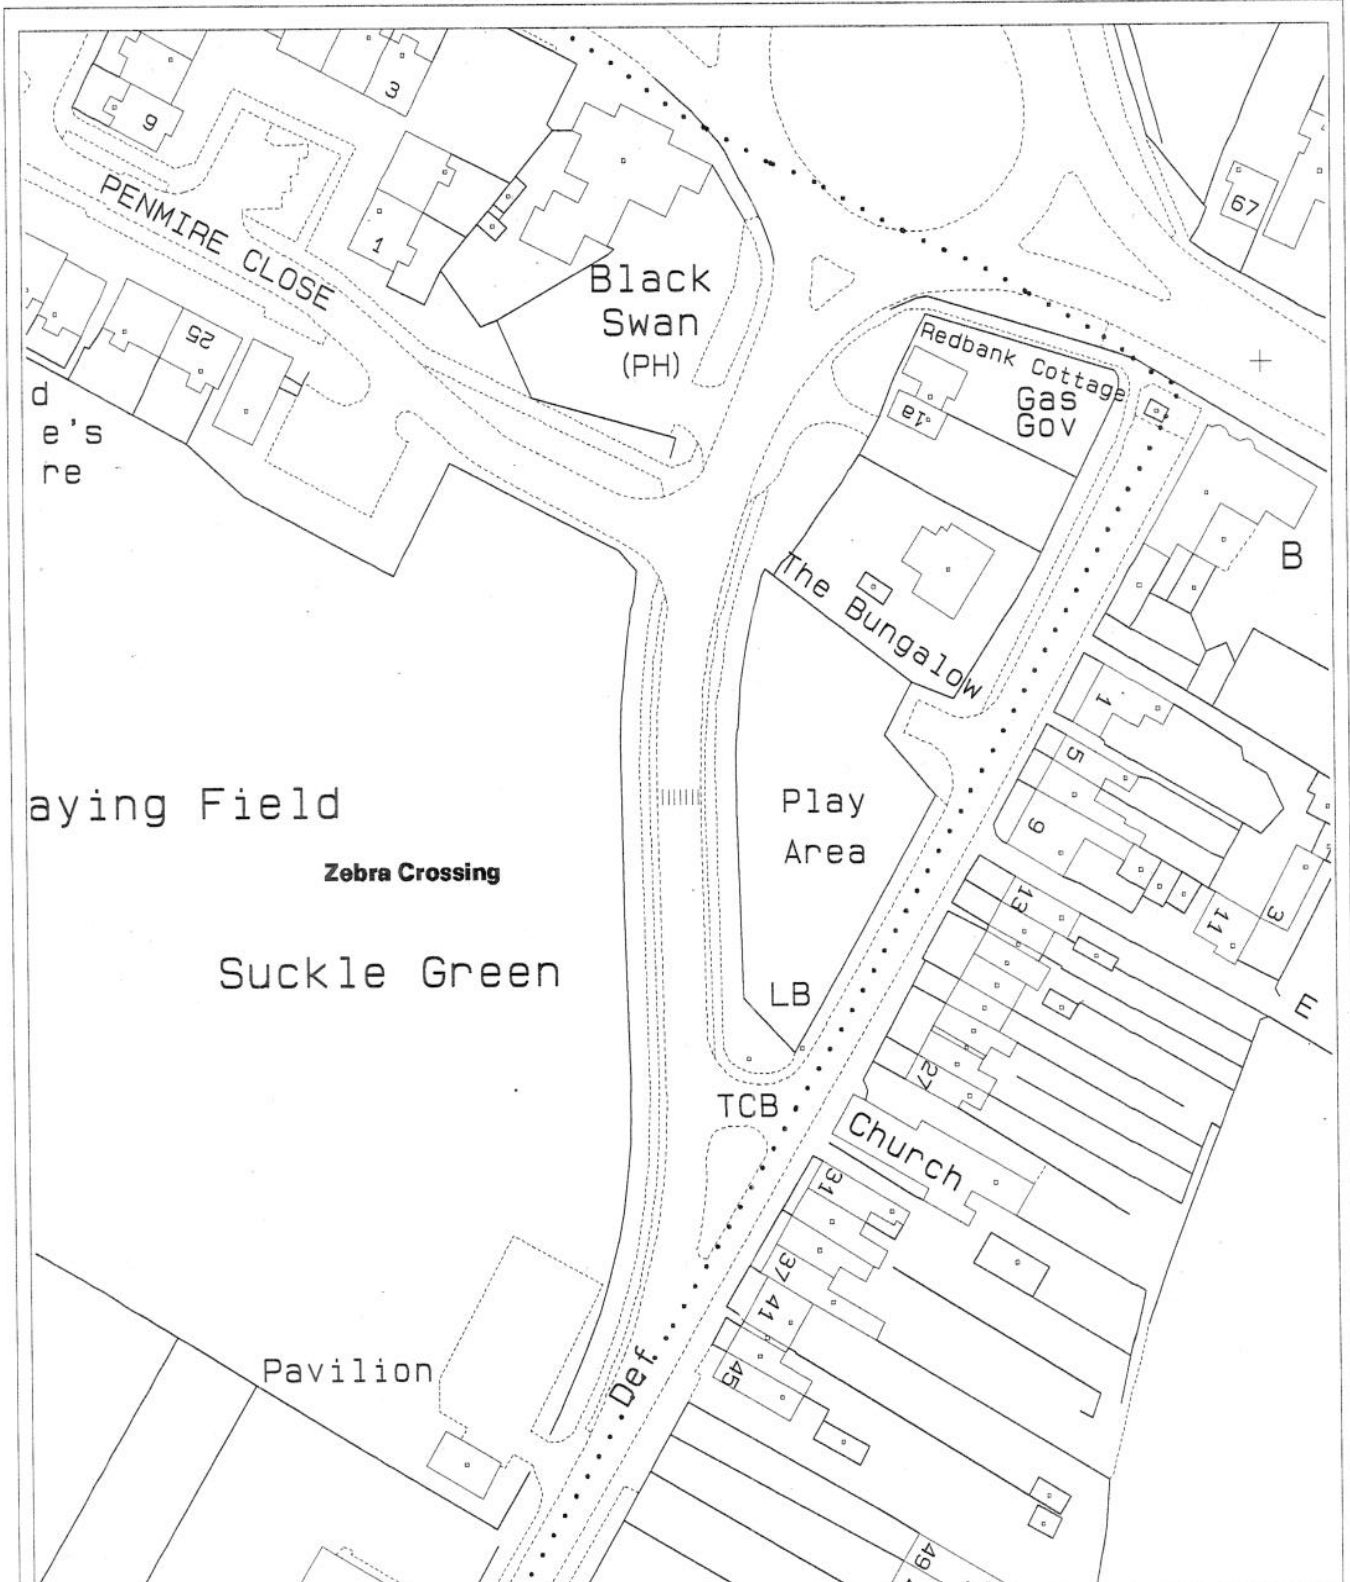 3
9
67
PENMIRE CLOSE
1
Black
Swan
(PH)
25
Redbank Cottage
Gas
Gov
1a
d
e's
re
B
The Bungalow
1
5
9
aying Field
Play
Area
Zebra Crossing
13
11
3
Suckle Green
LB
E
27
TCB
Church
31
37
41
Pavilion
Def.
45
49